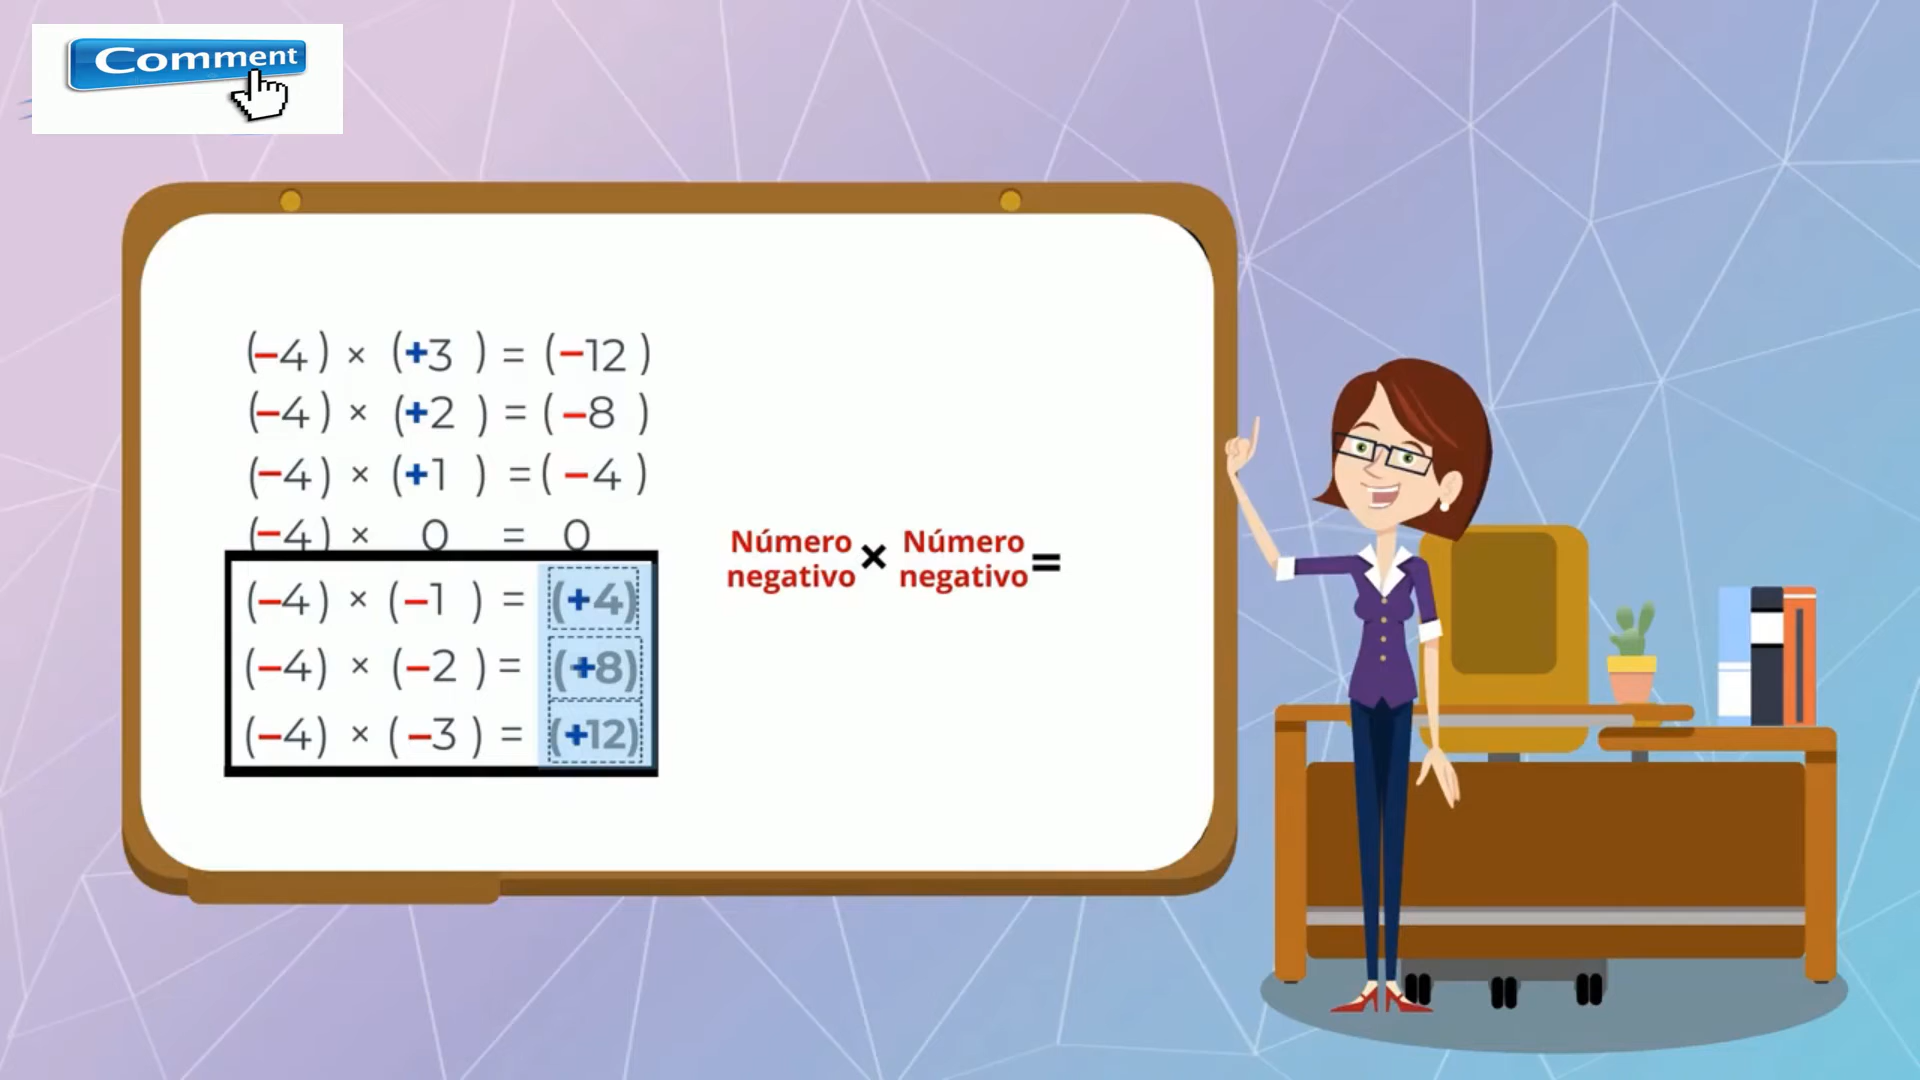 Comment
(−4) × (+3) = (−12)
(−4) × (+2) = (−8)
(−4) × (+1) = (−4)
(−4) × 0 = 0
(−4) × (−1) = (+4)
(−4) × (−2) = (+8)
(−4) × (−3) = (+12)
Número negativo × Número negativo =